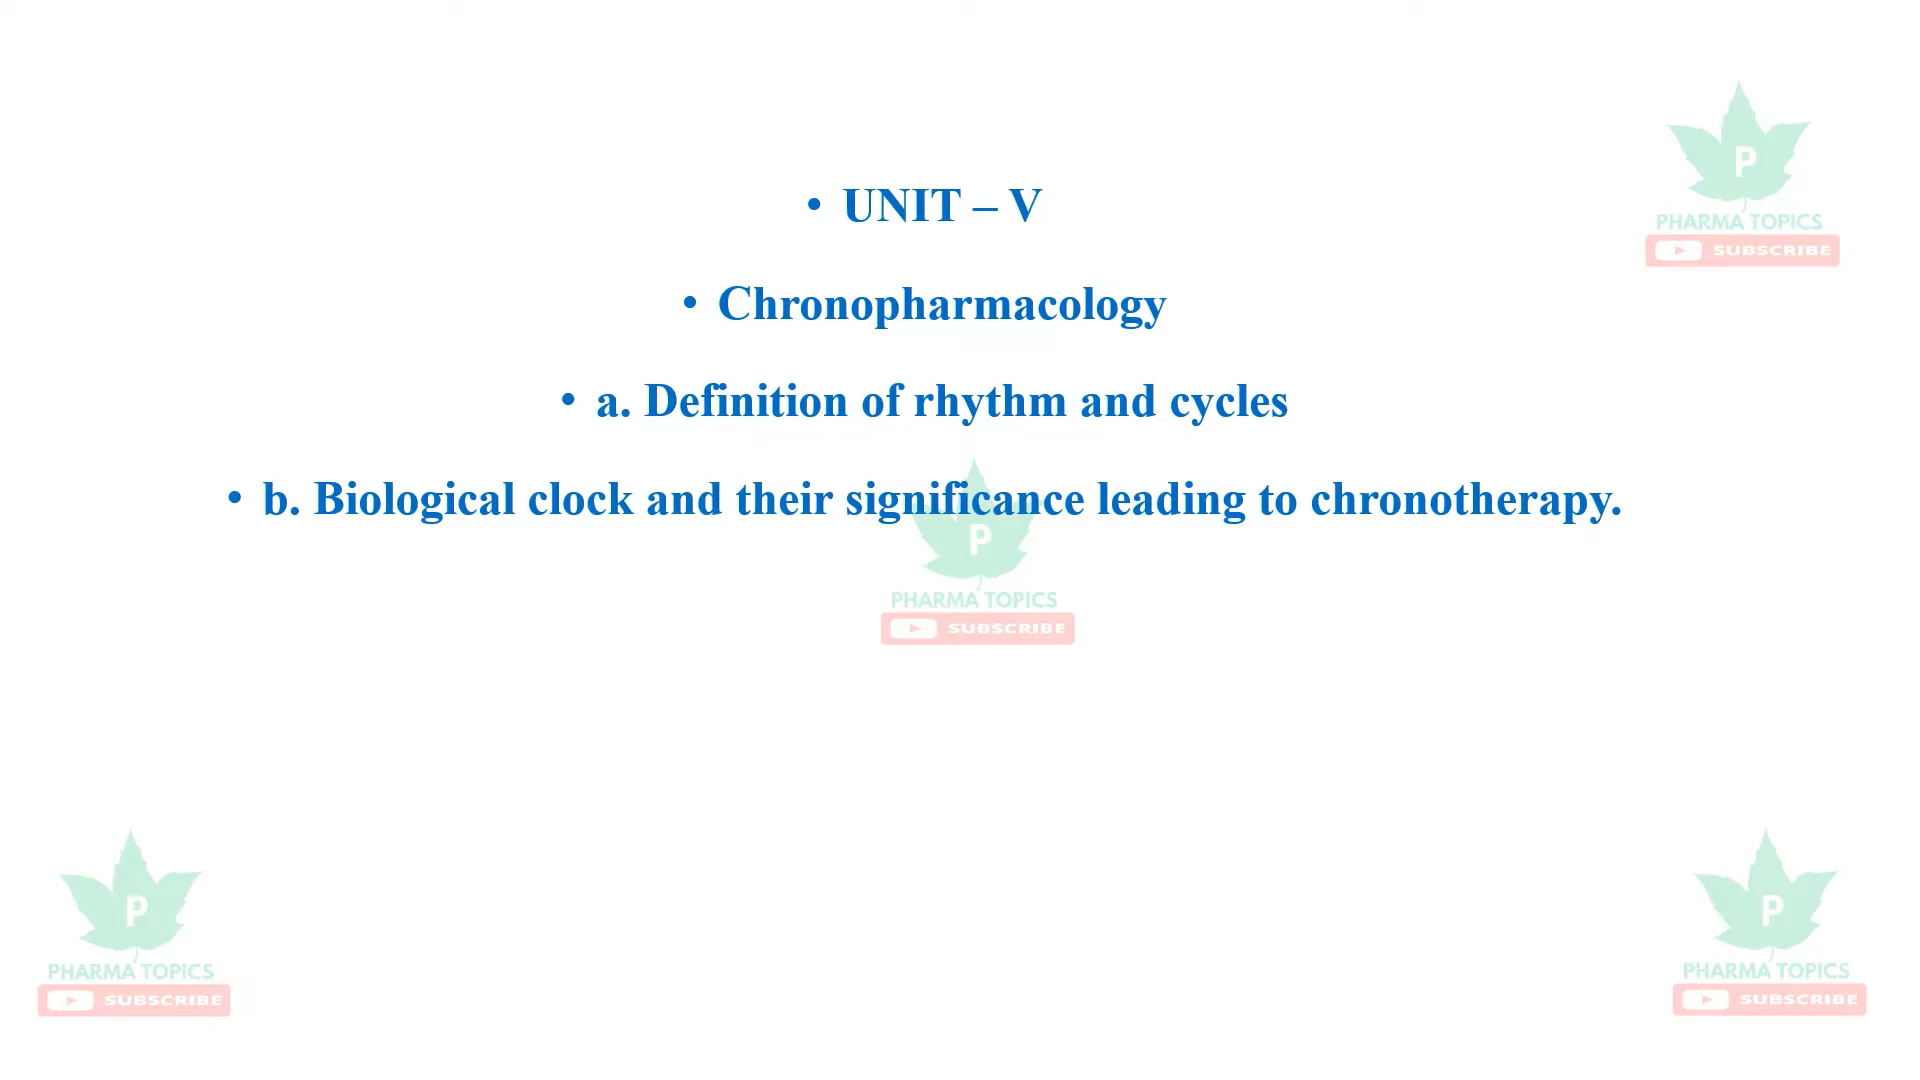 • UNIT – V
• Chronopharmacology
• a. Definition of rhythm and cycles
• b. Biological clock and their significance leading to chronotherapy.
P
PHARMA TOPICS
SUBSCRIBE
P
PHARMA TOPICS
SUBSCRIBE
P
PHARMA TOPICS
SUBSCRIBE
P
PHARMA TOPICS
SUBSCRIBE